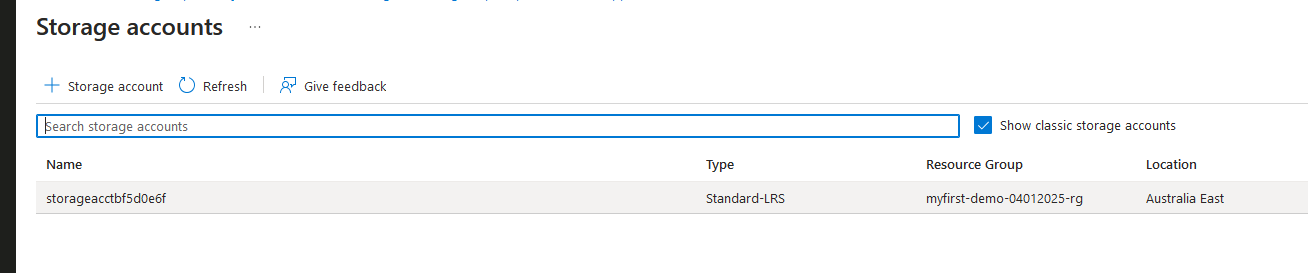 Storage accounts ...
+ Storage account Refresh Give feedback
Search storage accounts Show classic storage accounts
Name Type Resource Group Location
storageacctbf5d0e6f Standard-LRS myfirst-demo-04012025-rg Australia East